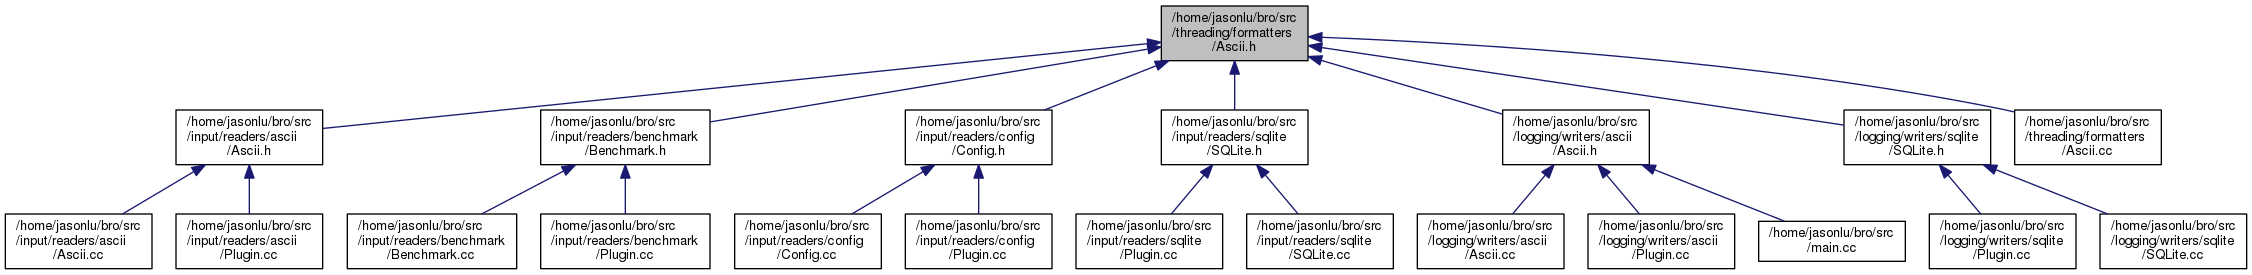 /home/jasonlu/bro/src
/threading/formatters
/Ascii.h
/home/jasonlu/bro/src
/input/readers/ascii
/Ascii.h
/home/jasonlu/bro/src
/input/readers/benchmark
/Benchmark.h
/home/jasonlu/bro/src
/input/readers/config
/Config.h
/home/jasonlu/bro/src
/input/readers/sqlite
/SQLite.h
/home/jasonlu/bro/src
/logging/writers/ascii
/Ascii.h
/home/jasonlu/bro/src
/logging/writers/sqlite
/SQLite.h
/home/jasonlu/bro/src
/threading/formatters
/Ascii.cc
/home/jasonlu/bro/src
/input/readers/ascii
/Ascii.cc
/home/jasonlu/bro/src
/input/readers/ascii
/Plugin.cc
/home/jasonlu/bro/src
/input/readers/benchmark
/Benchmark.cc
/home/jasonlu/bro/src
/input/readers/benchmark
/Plugin.cc
/home/jasonlu/bro/src
/input/readers/config
/Config.cc
/home/jasonlu/bro/src
/input/readers/config
/Plugin.cc
/home/jasonlu/bro/src
/input/readers/sqlite
/Plugin.cc
/home/jasonlu/bro/src
/input/readers/sqlite
/SQLite.cc
/home/jasonlu/bro/src
/logging/writers/ascii
/Ascii.cc
/home/jasonlu/bro/src
/logging/writers/ascii
/Plugin.cc
/home/jasonlu/bro/src
/main.cc
/home/jasonlu/bro/src
/logging/writers/sqlite
/Plugin.cc
/home/jasonlu/bro/src
/logging/writers/sqlite
/SQLite.cc